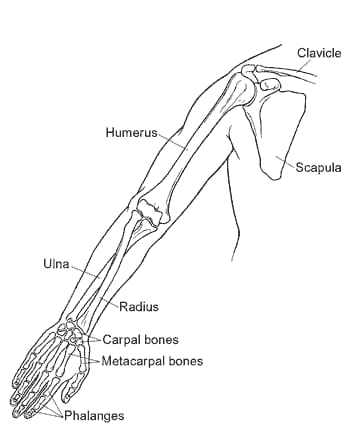 Clavicle
Humerus
Scapula
Ulna
Radius
Carpal bones
Metacarpal bones
Phalanges